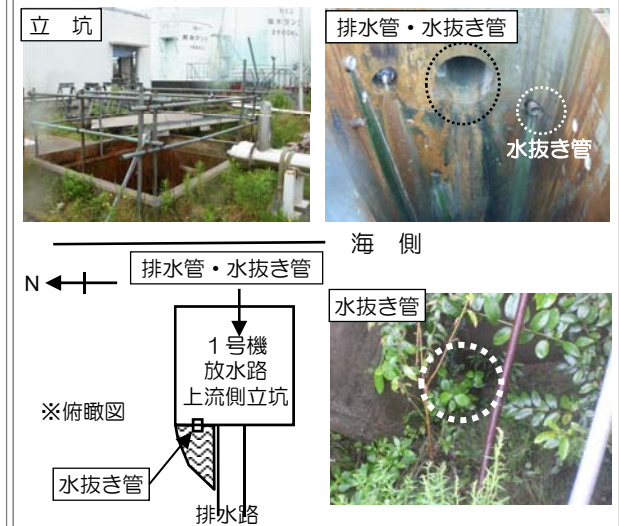 立 坑
排水管・水抜き管
水抜き管
海 側
排水管・水抜き管
N
1号機
放水路
上流側立坑
※俯瞰図
水抜き管
排水路
水抜き管